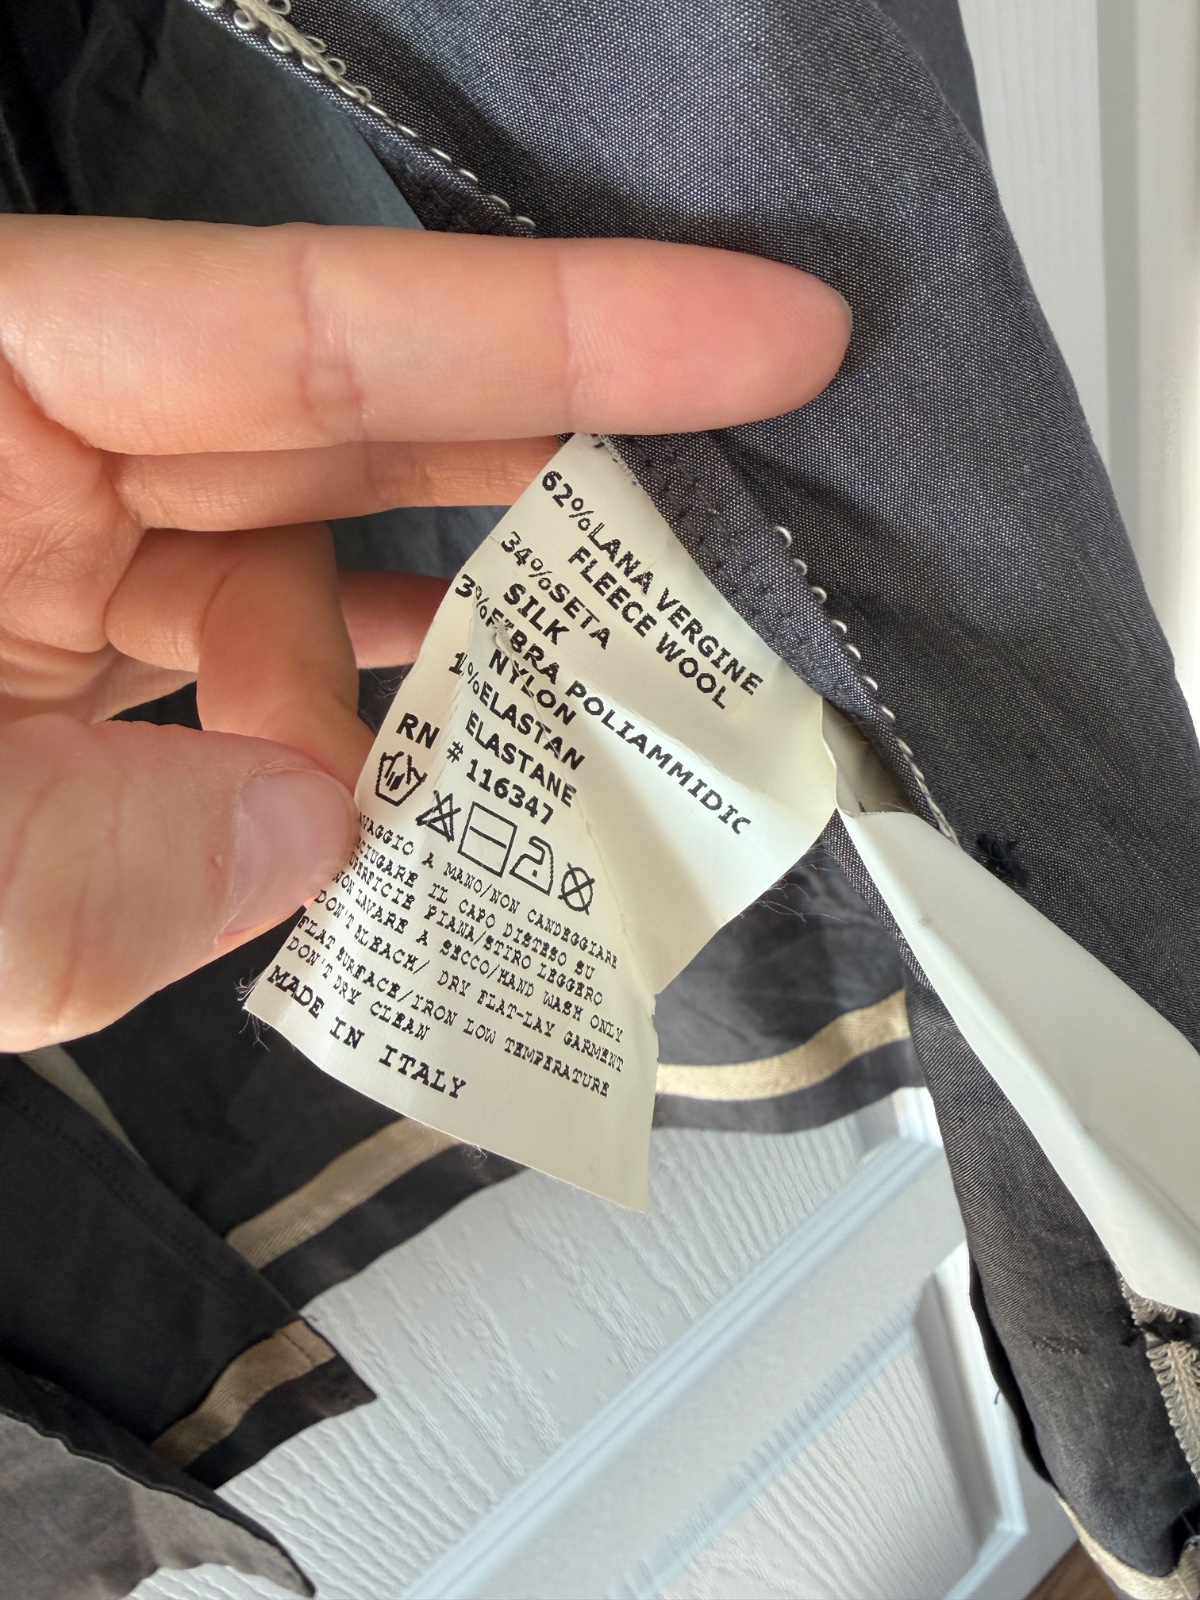 62%LANA VERGINE
FLEECE WOOL
34%SETA
SILK
3%FIBRA POLIAMMIDIC
NYLON
1%ELASTAN
ELASTANE
RN # 116347
LAVAGGIO A MANO/NON CANDEGGIARE
ASCIUGARE IL CAPO DISTESO SU
SUPERFICIE PIANA/STIRO LEGGERO
NON LAVARE A SECCO/HAND WASH ONLY
DON'T BLEACH/ DRY FLAT-LAY GARMENT
FLAT SURFACE/IRON LOW TEMPERATURE
DON'T DRY CLEAN
MADE IN ITALY